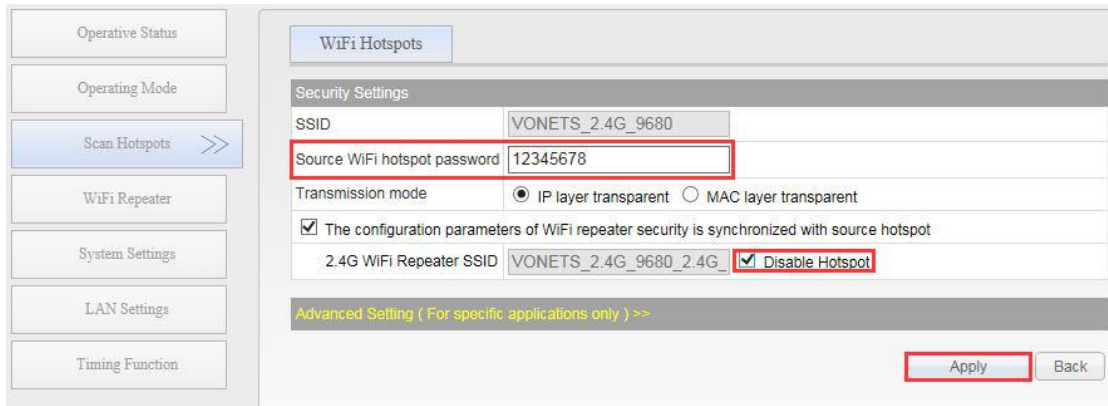 Operative Status
Operating Mode
Scan Hotspots >>
WiFi Repeater
System Settings
LAN Settings
Timing Function
WiFi Hotspots
Security Settings
SSID VONETS_2.4G_9680
Source WiFi hotspot password 12345678
Transmission mode IP layer transparent MAC layer transparent
The configuration parameters of WiFi repeater security is synchronized with source hotspot
2.4G WiFi Repeater SSID VONETS_2.4G_9680_2.4G_ Disable Hotspot
Advanced Setting ( For specific applications only ) >>
Apply Back